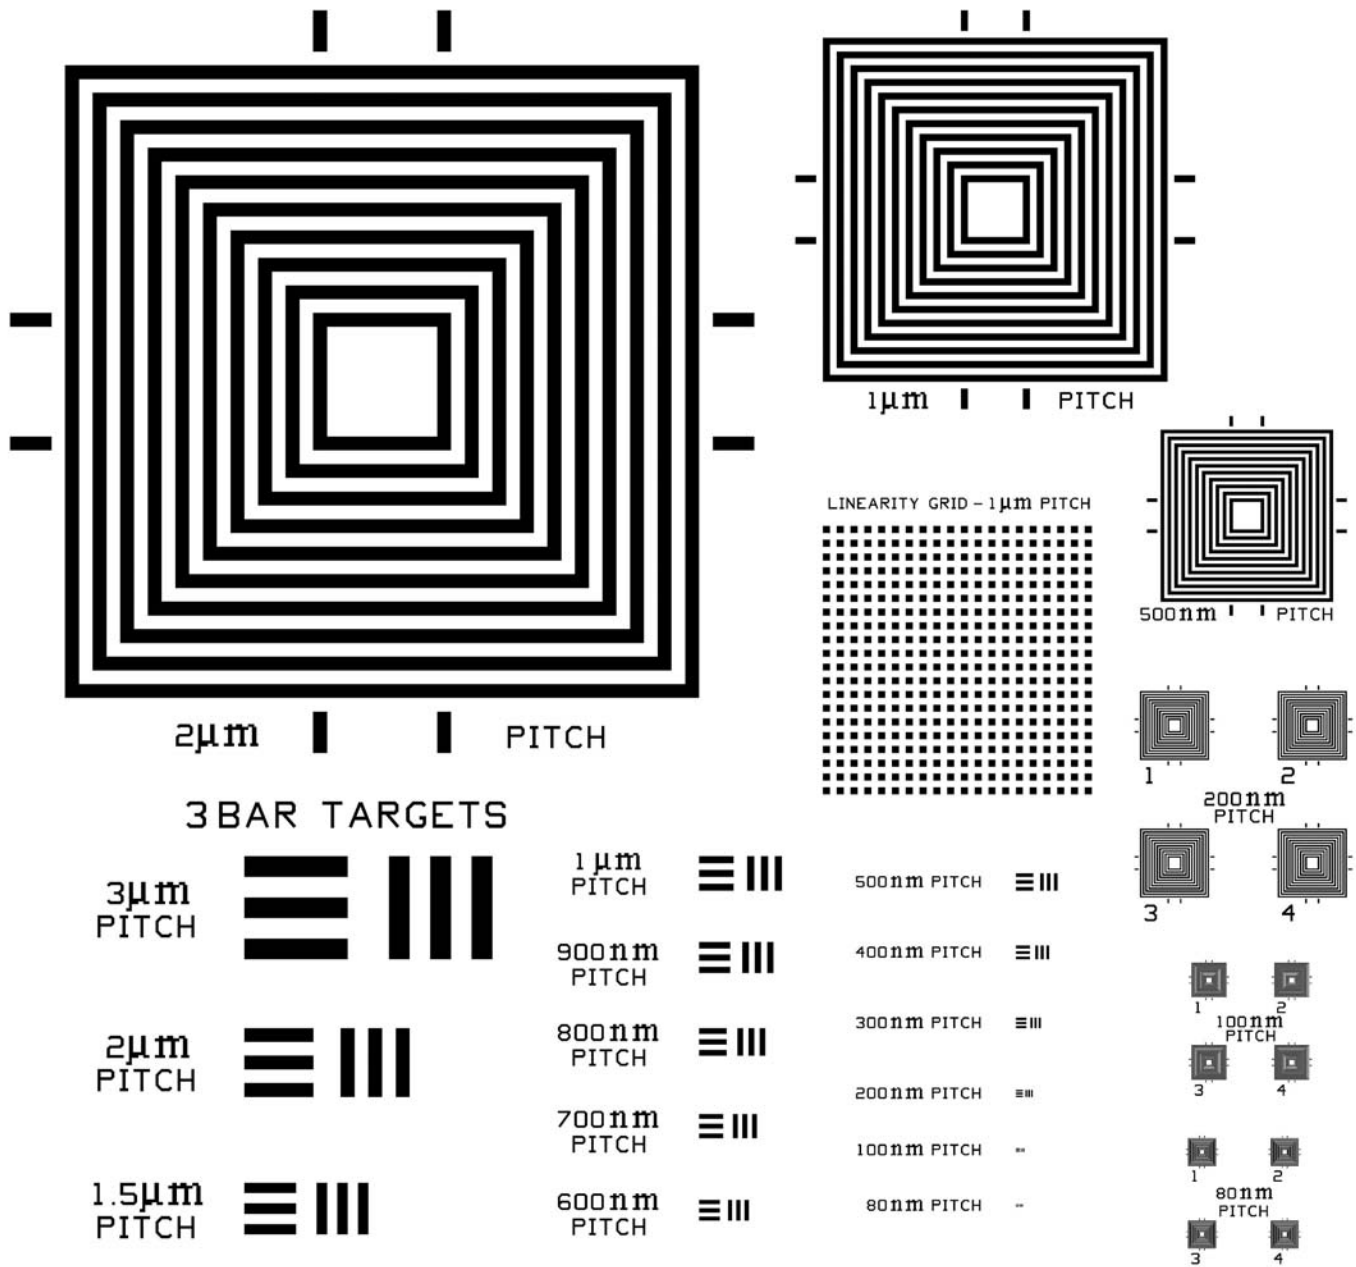 2µm PITCH
1µm PITCH
LINEARITY GRID – 1µm PITCH
500nm PITCH
1 2
200nm
PITCH
3 4
1 2
100nm
PITCH
3 4
1 2
80nm
PITCH
3 4
3 BAR TARGETS
3µm
PITCH
2µm
PITCH
1.5µm
PITCH
1µm
PITCH
900nm
PITCH
800nm
PITCH
700nm
PITCH
600nm
PITCH
500nm PITCH
400nm PITCH
300nm PITCH
200nm PITCH
100nm PITCH
80nm PITCH